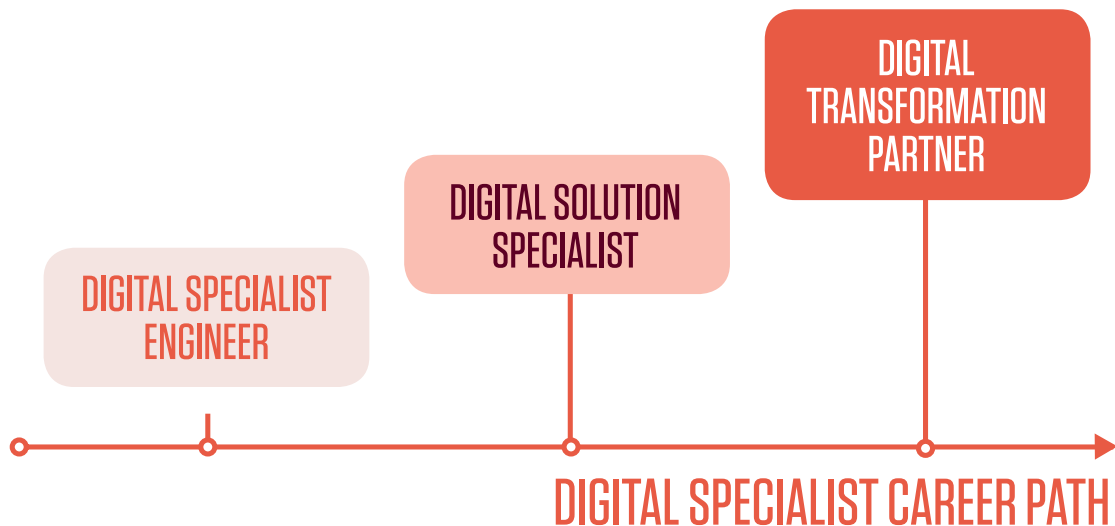 DIGITAL
TRANSFORMATION
PARTNER
DIGITAL SOLUTION
SPECIALIST
DIGITAL SPECIALIST
ENGINEER
DIGITAL SPECIALIST CAREER PATH